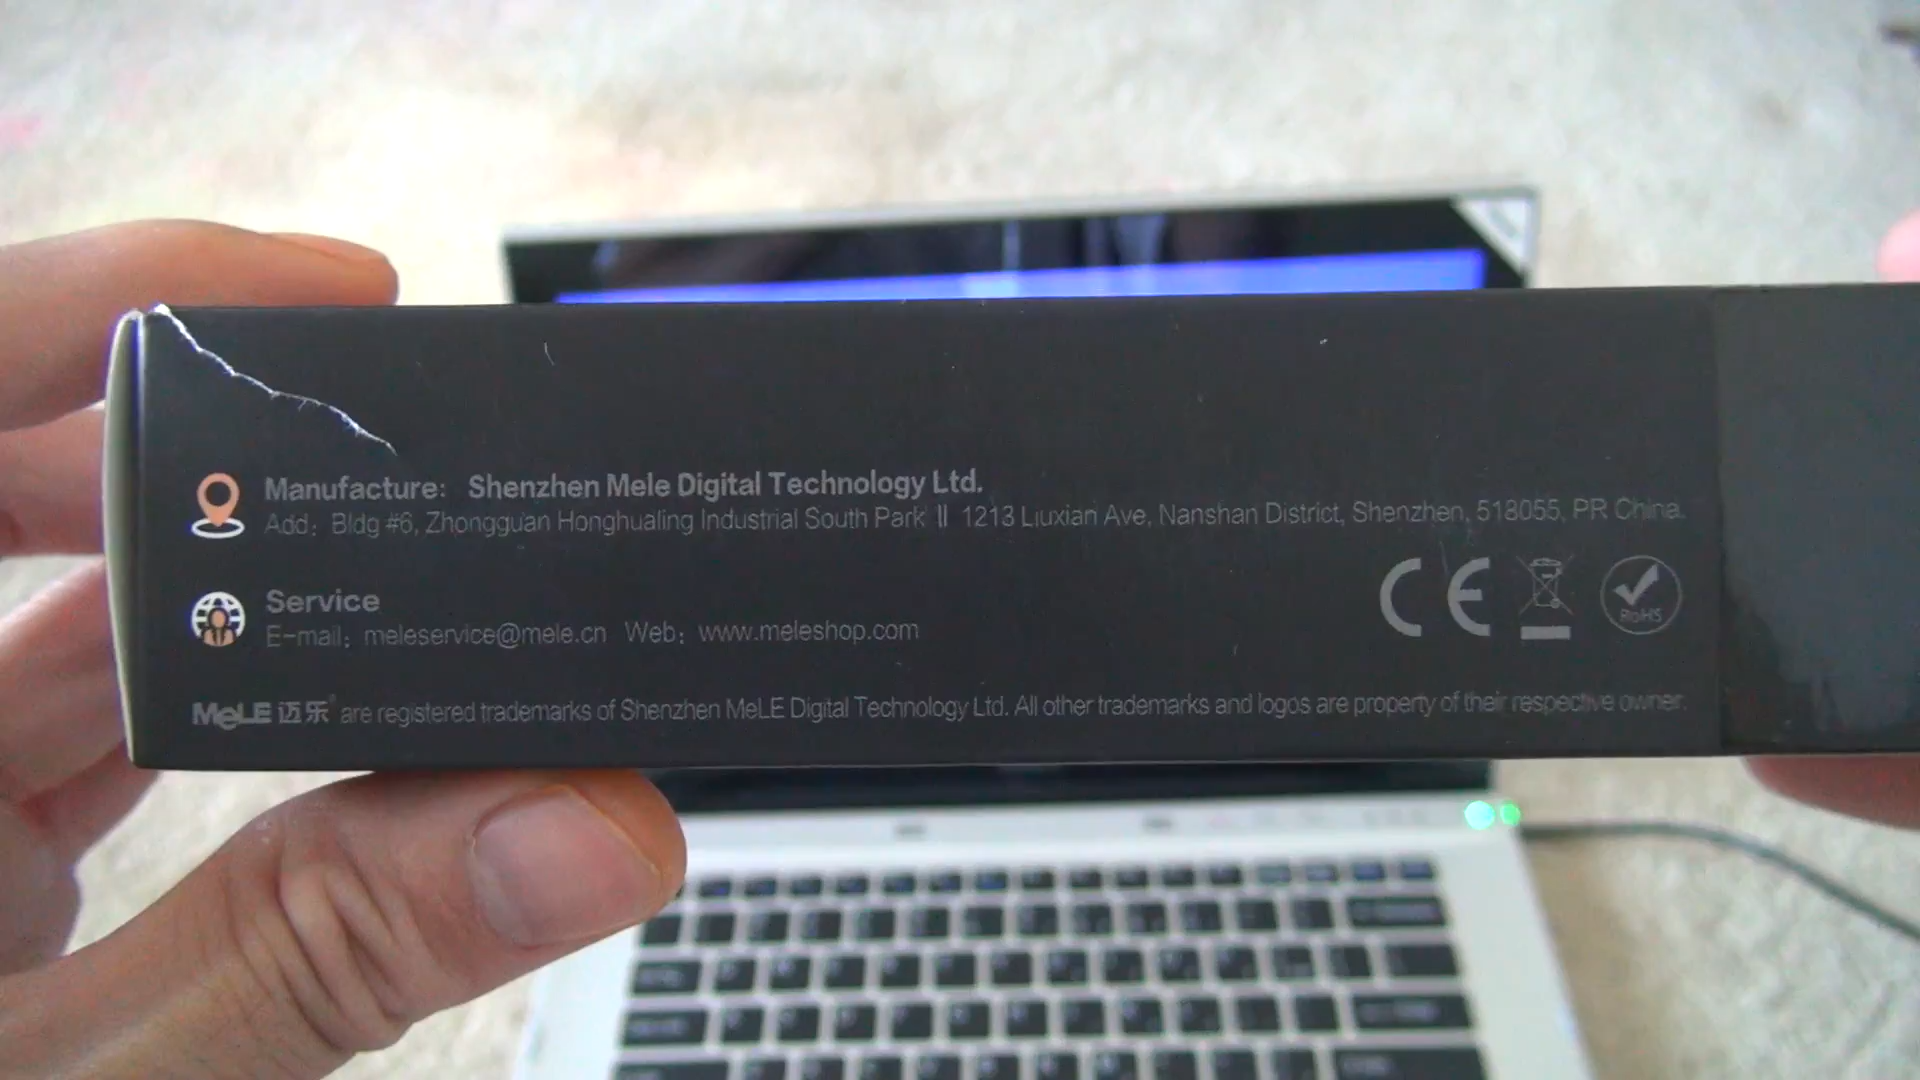 Manufacture: Shenzhen Mele Digital Technology Ltd.
Add: Bldg #6, Zhongguan Honghualing Industrial South Park II 1213 Liuxian Ave, Nanshan District, Shenzhen, 518055, PR China.
Service
E-mail: meleservice@mele.cn Web: www.meleshop.com
CE
RoHS
MeLE 迈乐® are registered trademarks of Shenzhen MeLE Digital Technology Ltd. All other trademarks and logos are property of their respective owner.